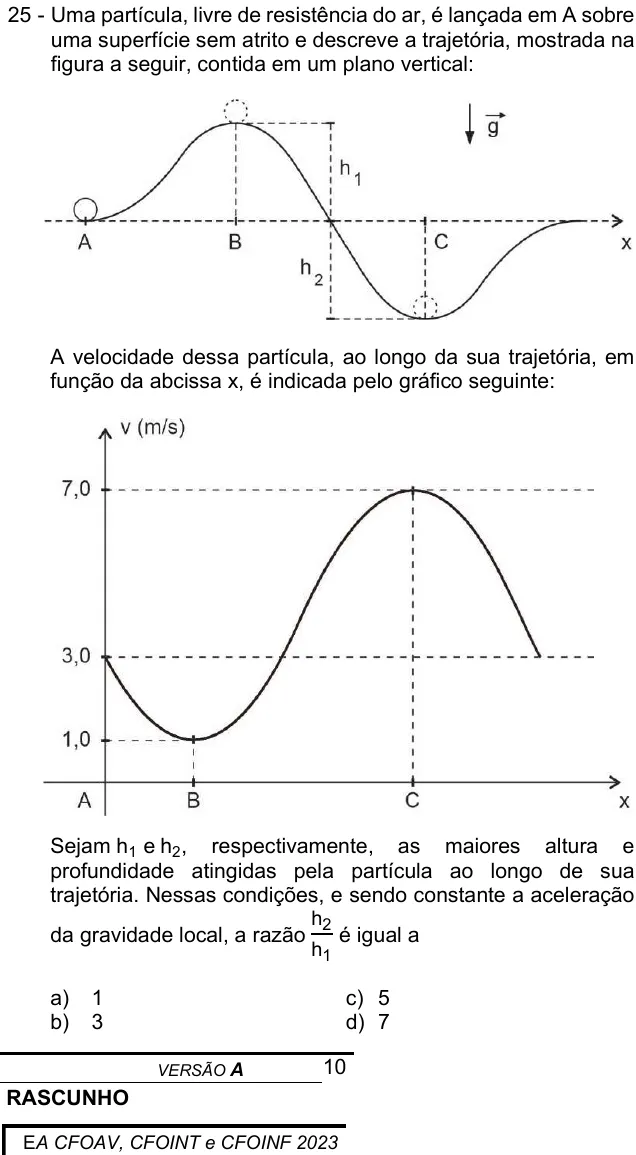 25 - Uma partícula, livre de resistência do ar, é lançada em A sobre
uma superfície sem atrito e descreve a trajetória, mostrada na
figura a seguir, contida em um plano vertical:
g
h1
A B C x
h2
A velocidade dessa partícula, ao longo da sua trajetória, em
função da abcissa x, é indicada pelo gráfico seguinte:
v (m/s)
7,0
3,0
1,0
A B C x
Sejam h1 e h2, respectivamente, as maiores altura e
profundidade atingidas pela partícula ao longo de sua
trajetória. Nessas condições, e sendo constante a aceleração
da gravidade local, a razão h2/h1 é igual a
a) 1 c) 5
b) 3 d) 7
VERSÃO A 10
RASCUNHO
EA CFOAV, CFOINT e CFOINF 2023